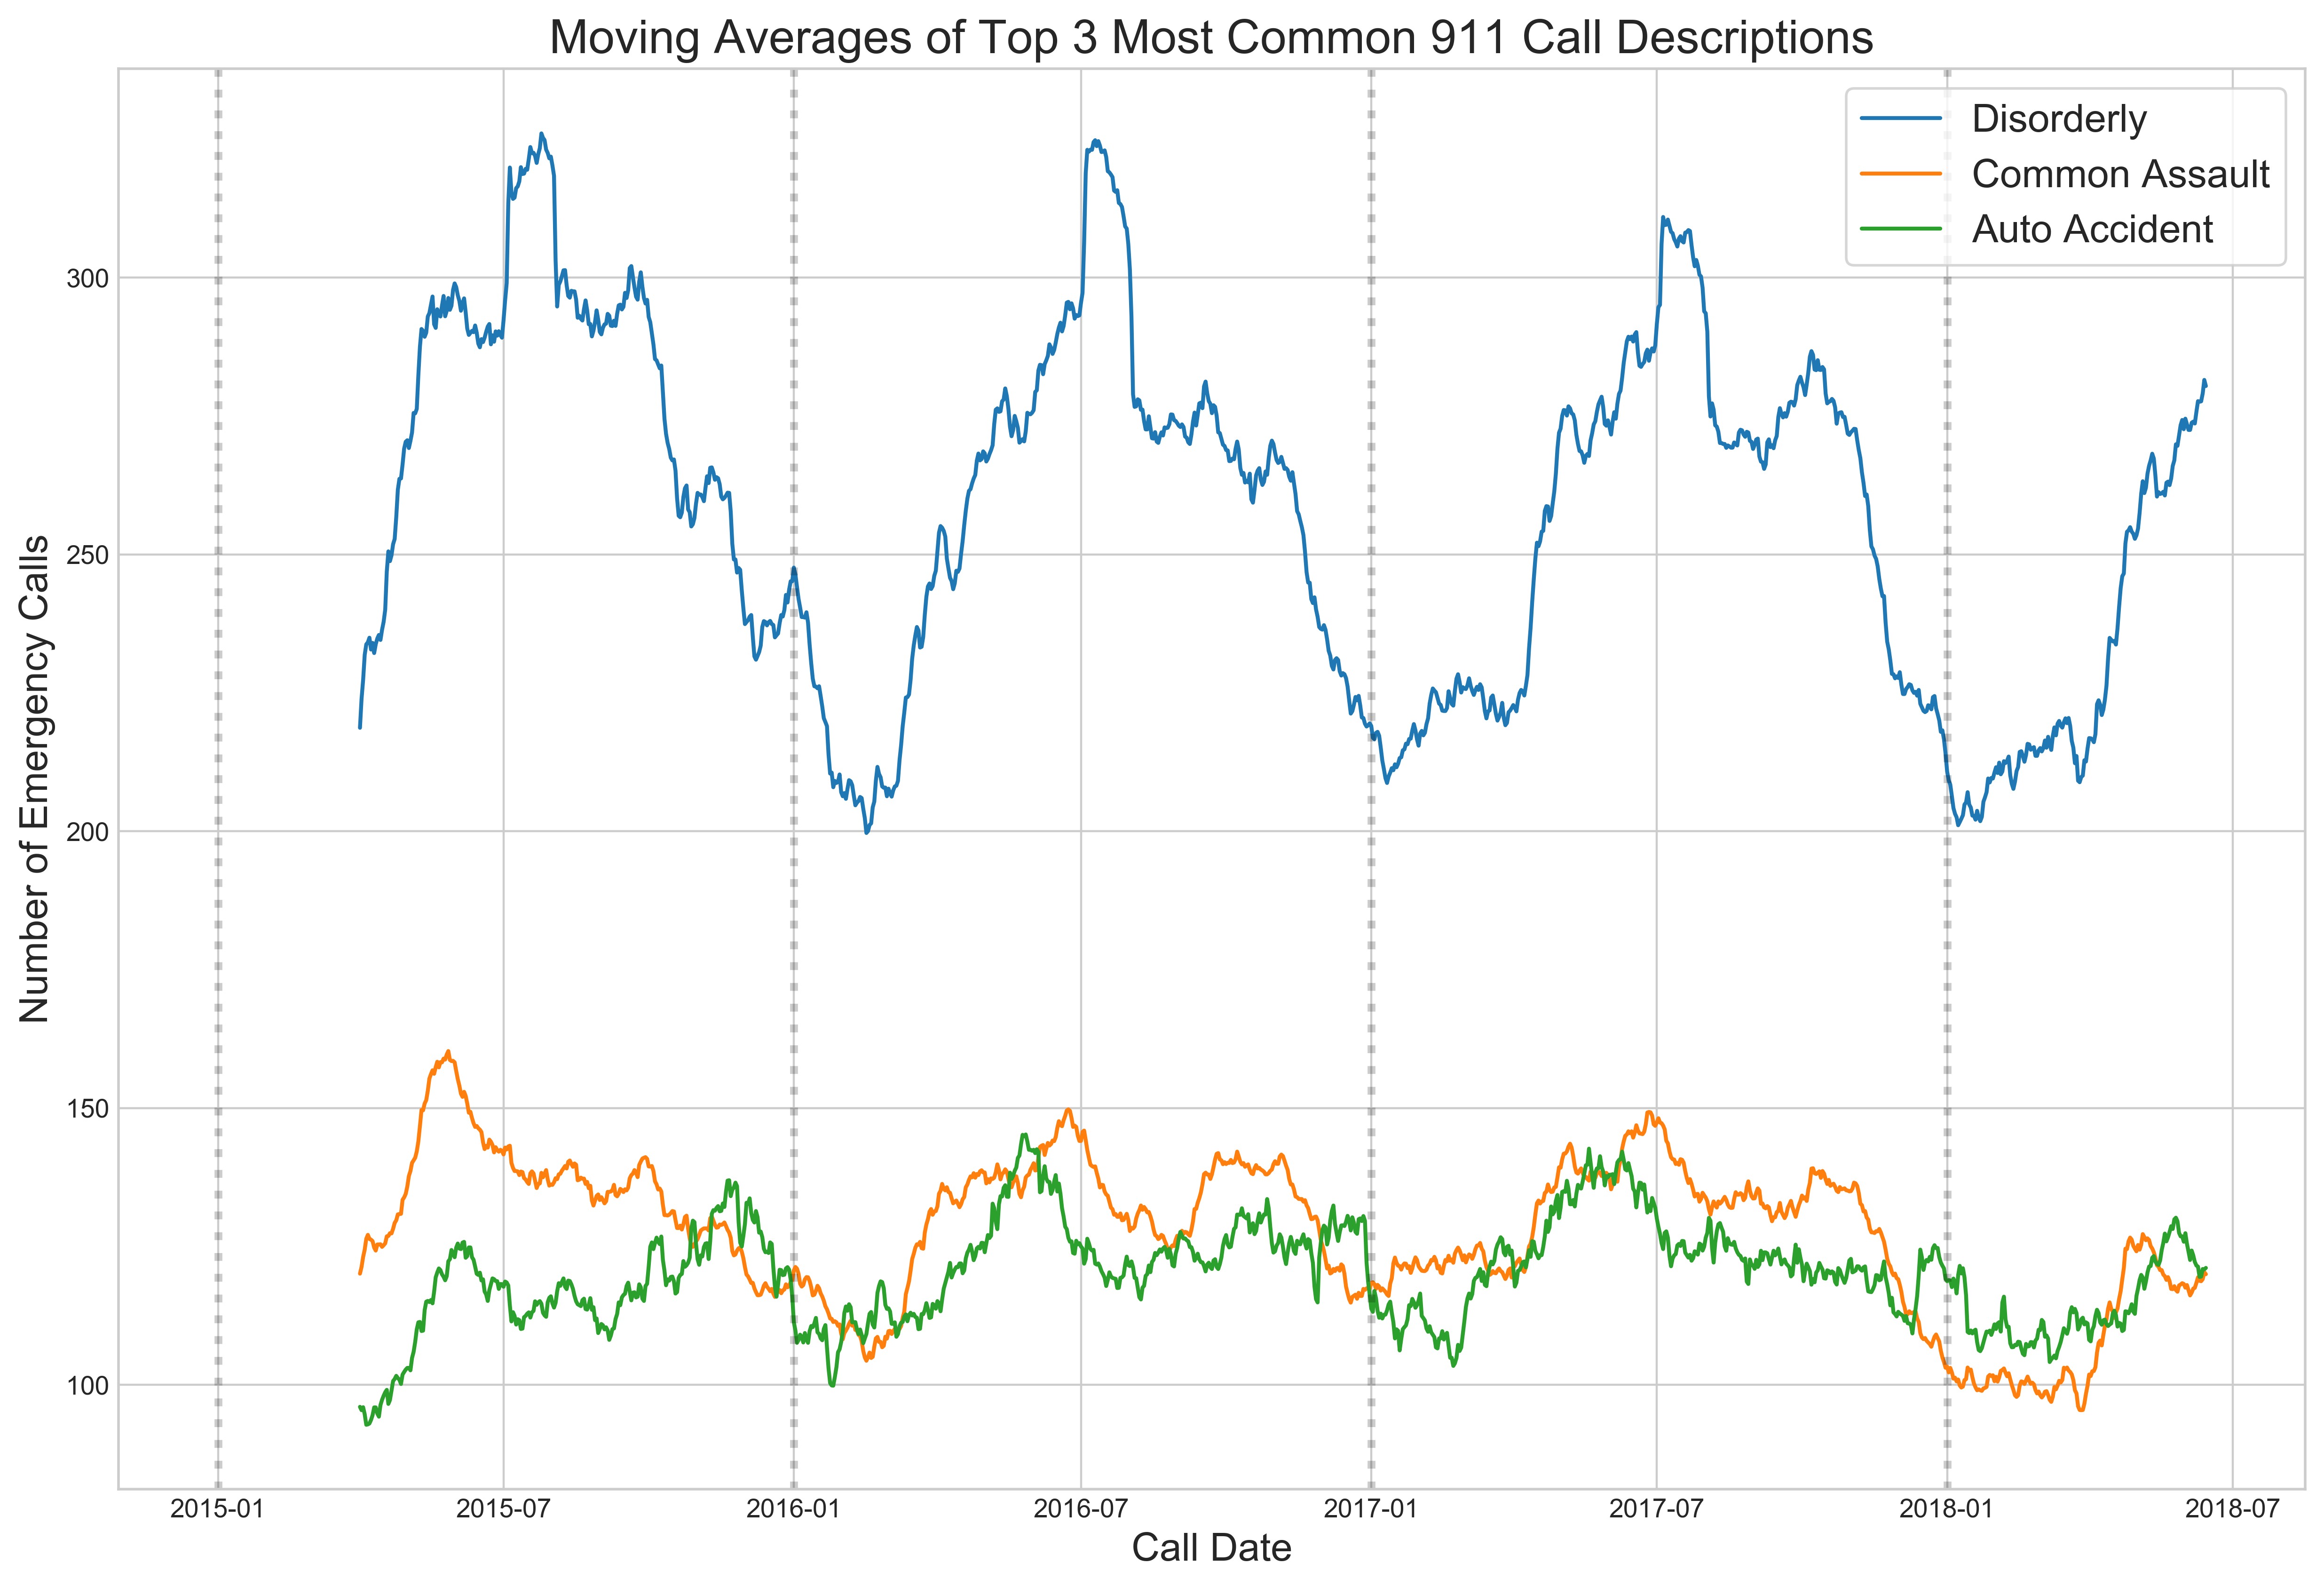 Moving Averages of Top 3 Most Common 911 Call Descriptions
Disorderly
Common Assault
Auto Accident
Number of Emergency Calls
300
250
200
150
100
2015-01
2015-07
2016-01
2016-07
2017-01
2017-07
2018-01
2018-07
Call Date